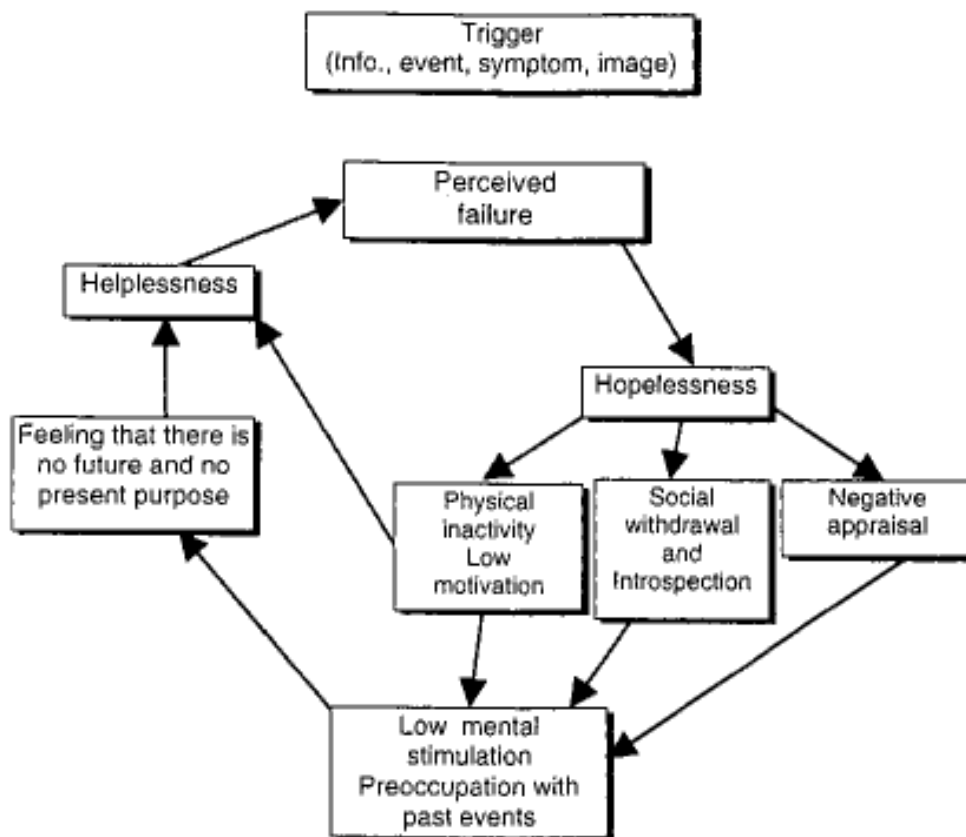 Trigger
(Info., event, symptom, image)
Perceived
failure
Helplessness
Hopelessness
Feeling that there is
no future and no
present purpose
Physical
inactivity
Low
motivation
Social
withdrawal
and
Introspection
Negative
appraisal
Low mental
stimulation
Preoccupation with
past events